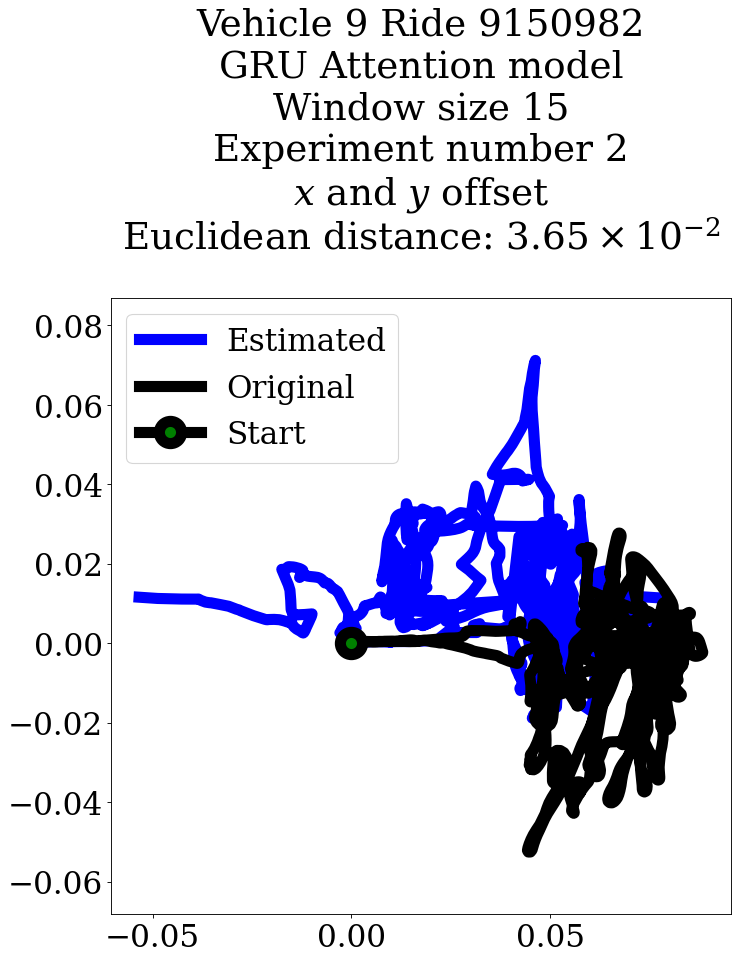 Vehicle 9 Ride 9150982
GRU Attention model
Window size 15
Experiment number 2
x and y offset
Euclidean distance: 3.65 × 10⁻²
Estimated
Original
Start
0.08
0.06
0.04
0.02
0.00
−0.02
−0.04
−0.06
−0.05
0.00
0.05